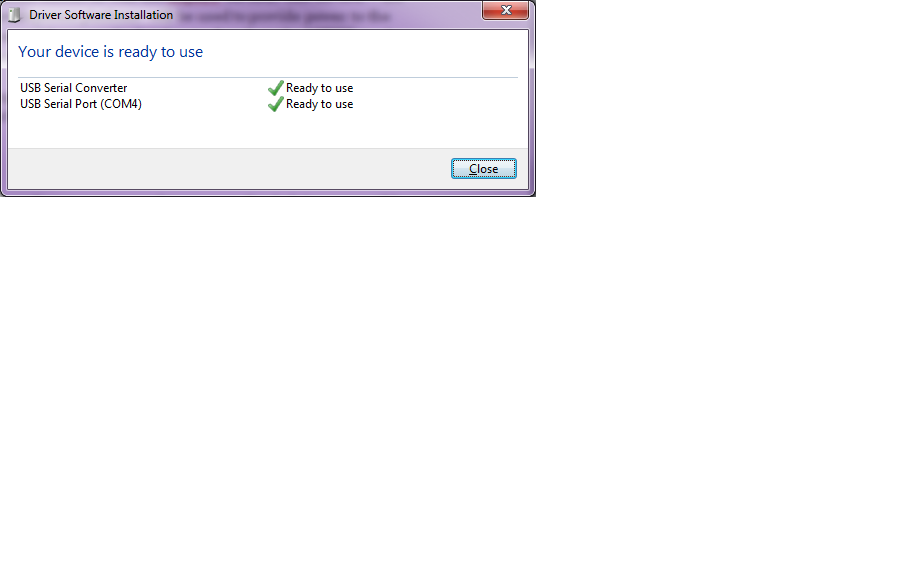 Driver Software Installation
Your device is ready to use
USB Serial Converter Ready to use
USB Serial Port (COM4) Ready to use
Close